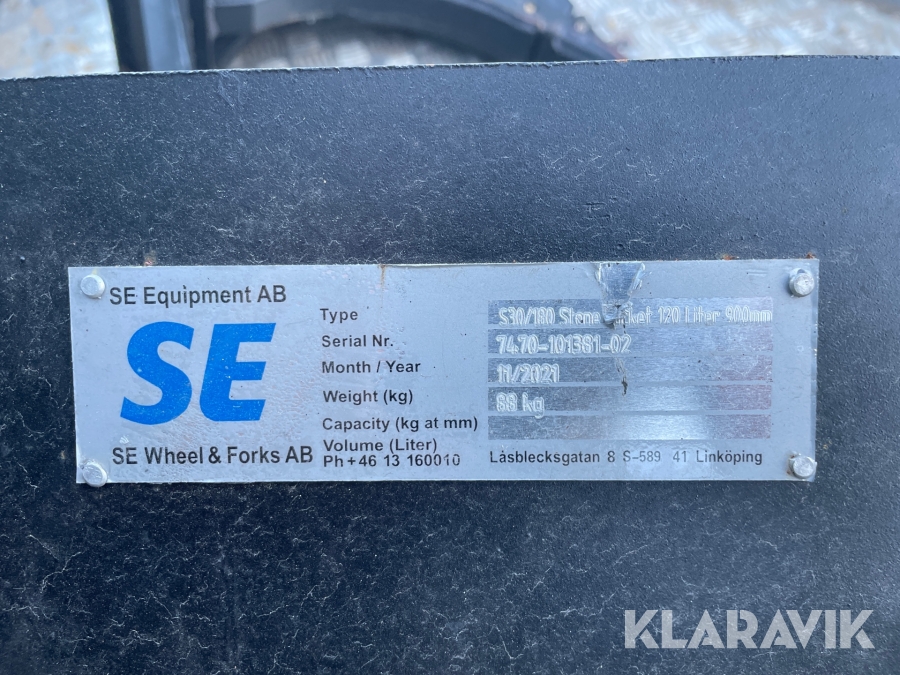 SE Equipment AB
SE
SE Wheel & Forks AB
Type S30/180 Liter 900mm
Serial Nr. 7470-101381-02
Month / Year 11/2021
Weight (kg) 88 kg
Capacity (kg at mm)
Volume (Liter)
Ph+46 13 160010 Låsblecksgatan 8 S-589 41 Linköping
KLARAVIK